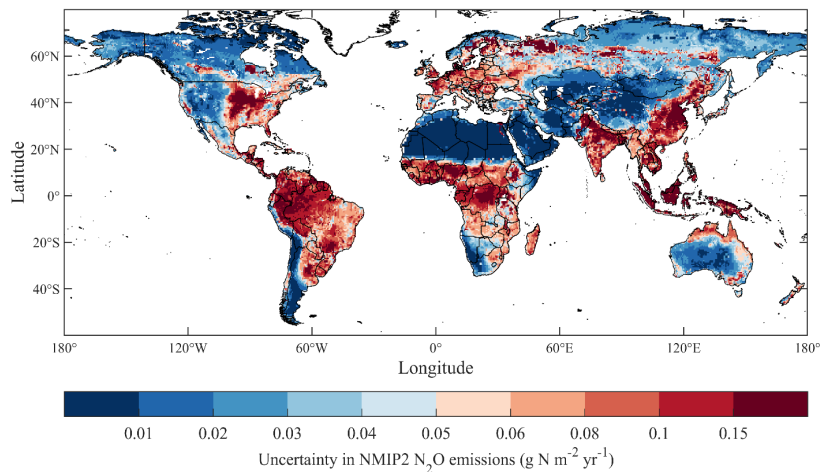 60°N
40°N
20°N
0°
20°S
40°S
Latitude
180°
120°W
60°W
0°
60°E
120°E
180°
Longitude
0.01 0.02 0.03 0.04 0.05 0.06 0.08 0.1 0.15
Uncertainty in NMIP2 N₂O emissions (g N m⁻² yr⁻¹)